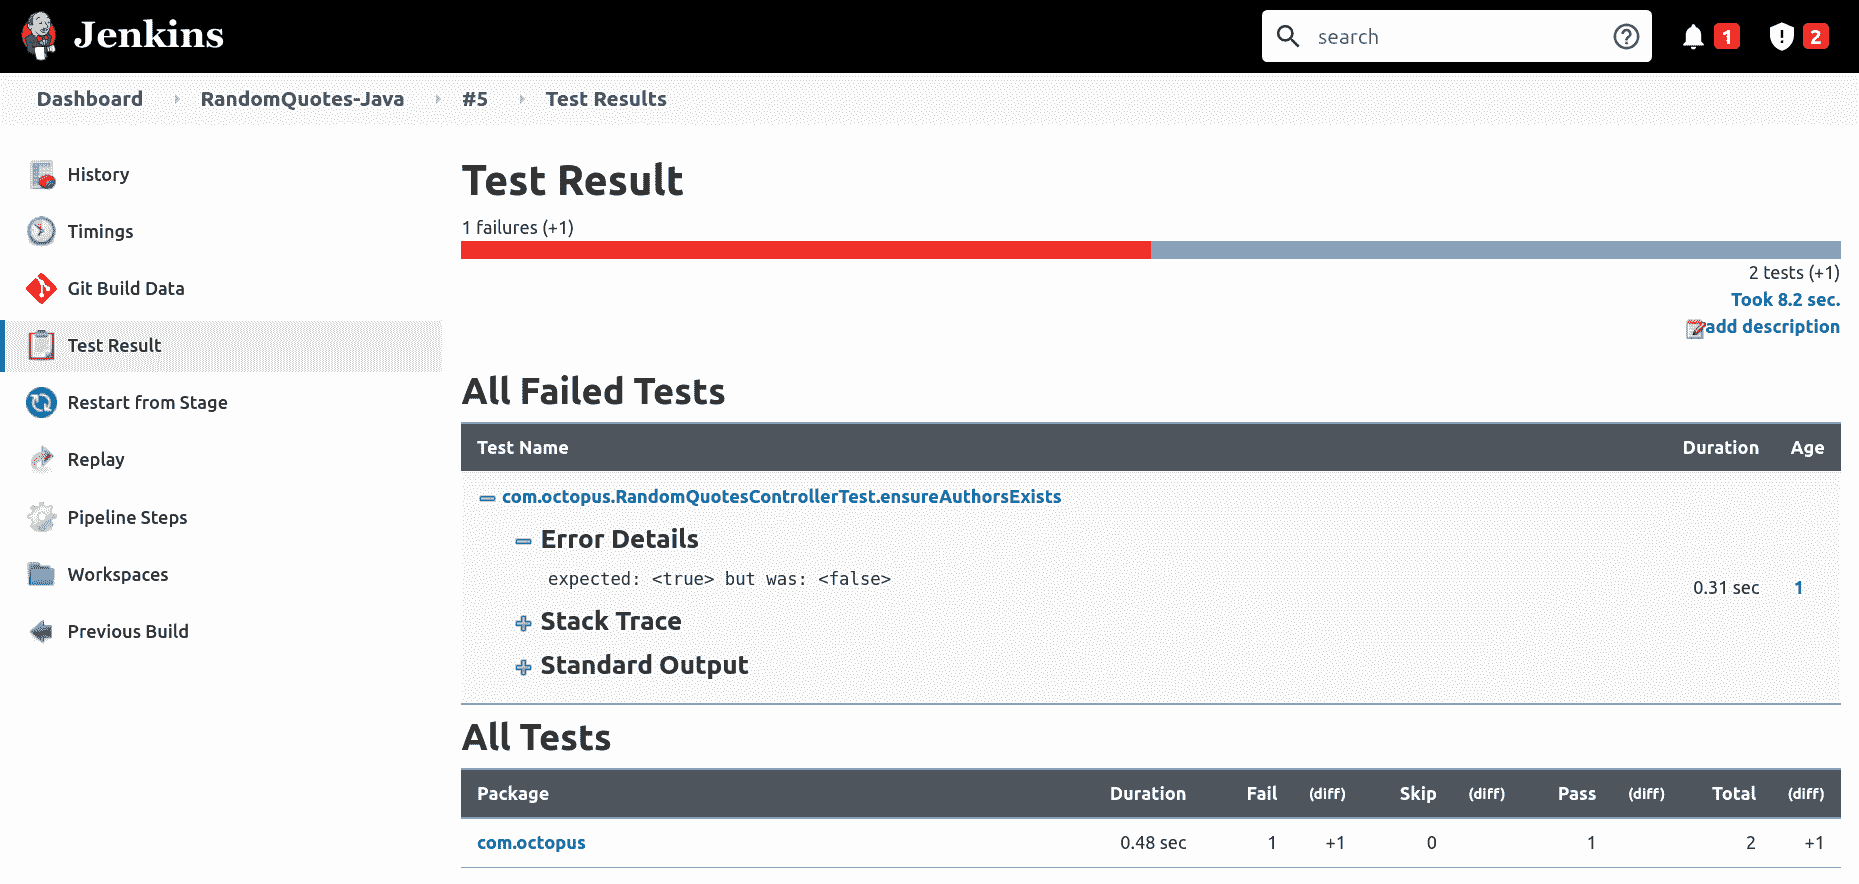 Jenkins
search
1
2
Dashboard
RandomQuotes-Java
#5
Test Results
History
Timings
Git Build Data
Test Result
Restart from Stage
Replay
Pipeline Steps
Workspaces
Previous Build
Test Result
1 failures (+1)
2 tests (+1)
Took 8.2 sec.
add description
All Failed Tests
Test Name Duration Age
com.octopus.RandomQuotesControllerTest.ensureAuthorsExists
Error Details
expected: <true> but was: <false>
0.31 sec 1
Stack Trace
Standard Output
All Tests
Package Duration Fail (diff) Skip (diff) Pass (diff) Total (diff)
com.octopus 0.48 sec 1 +1 0 1 2 +1